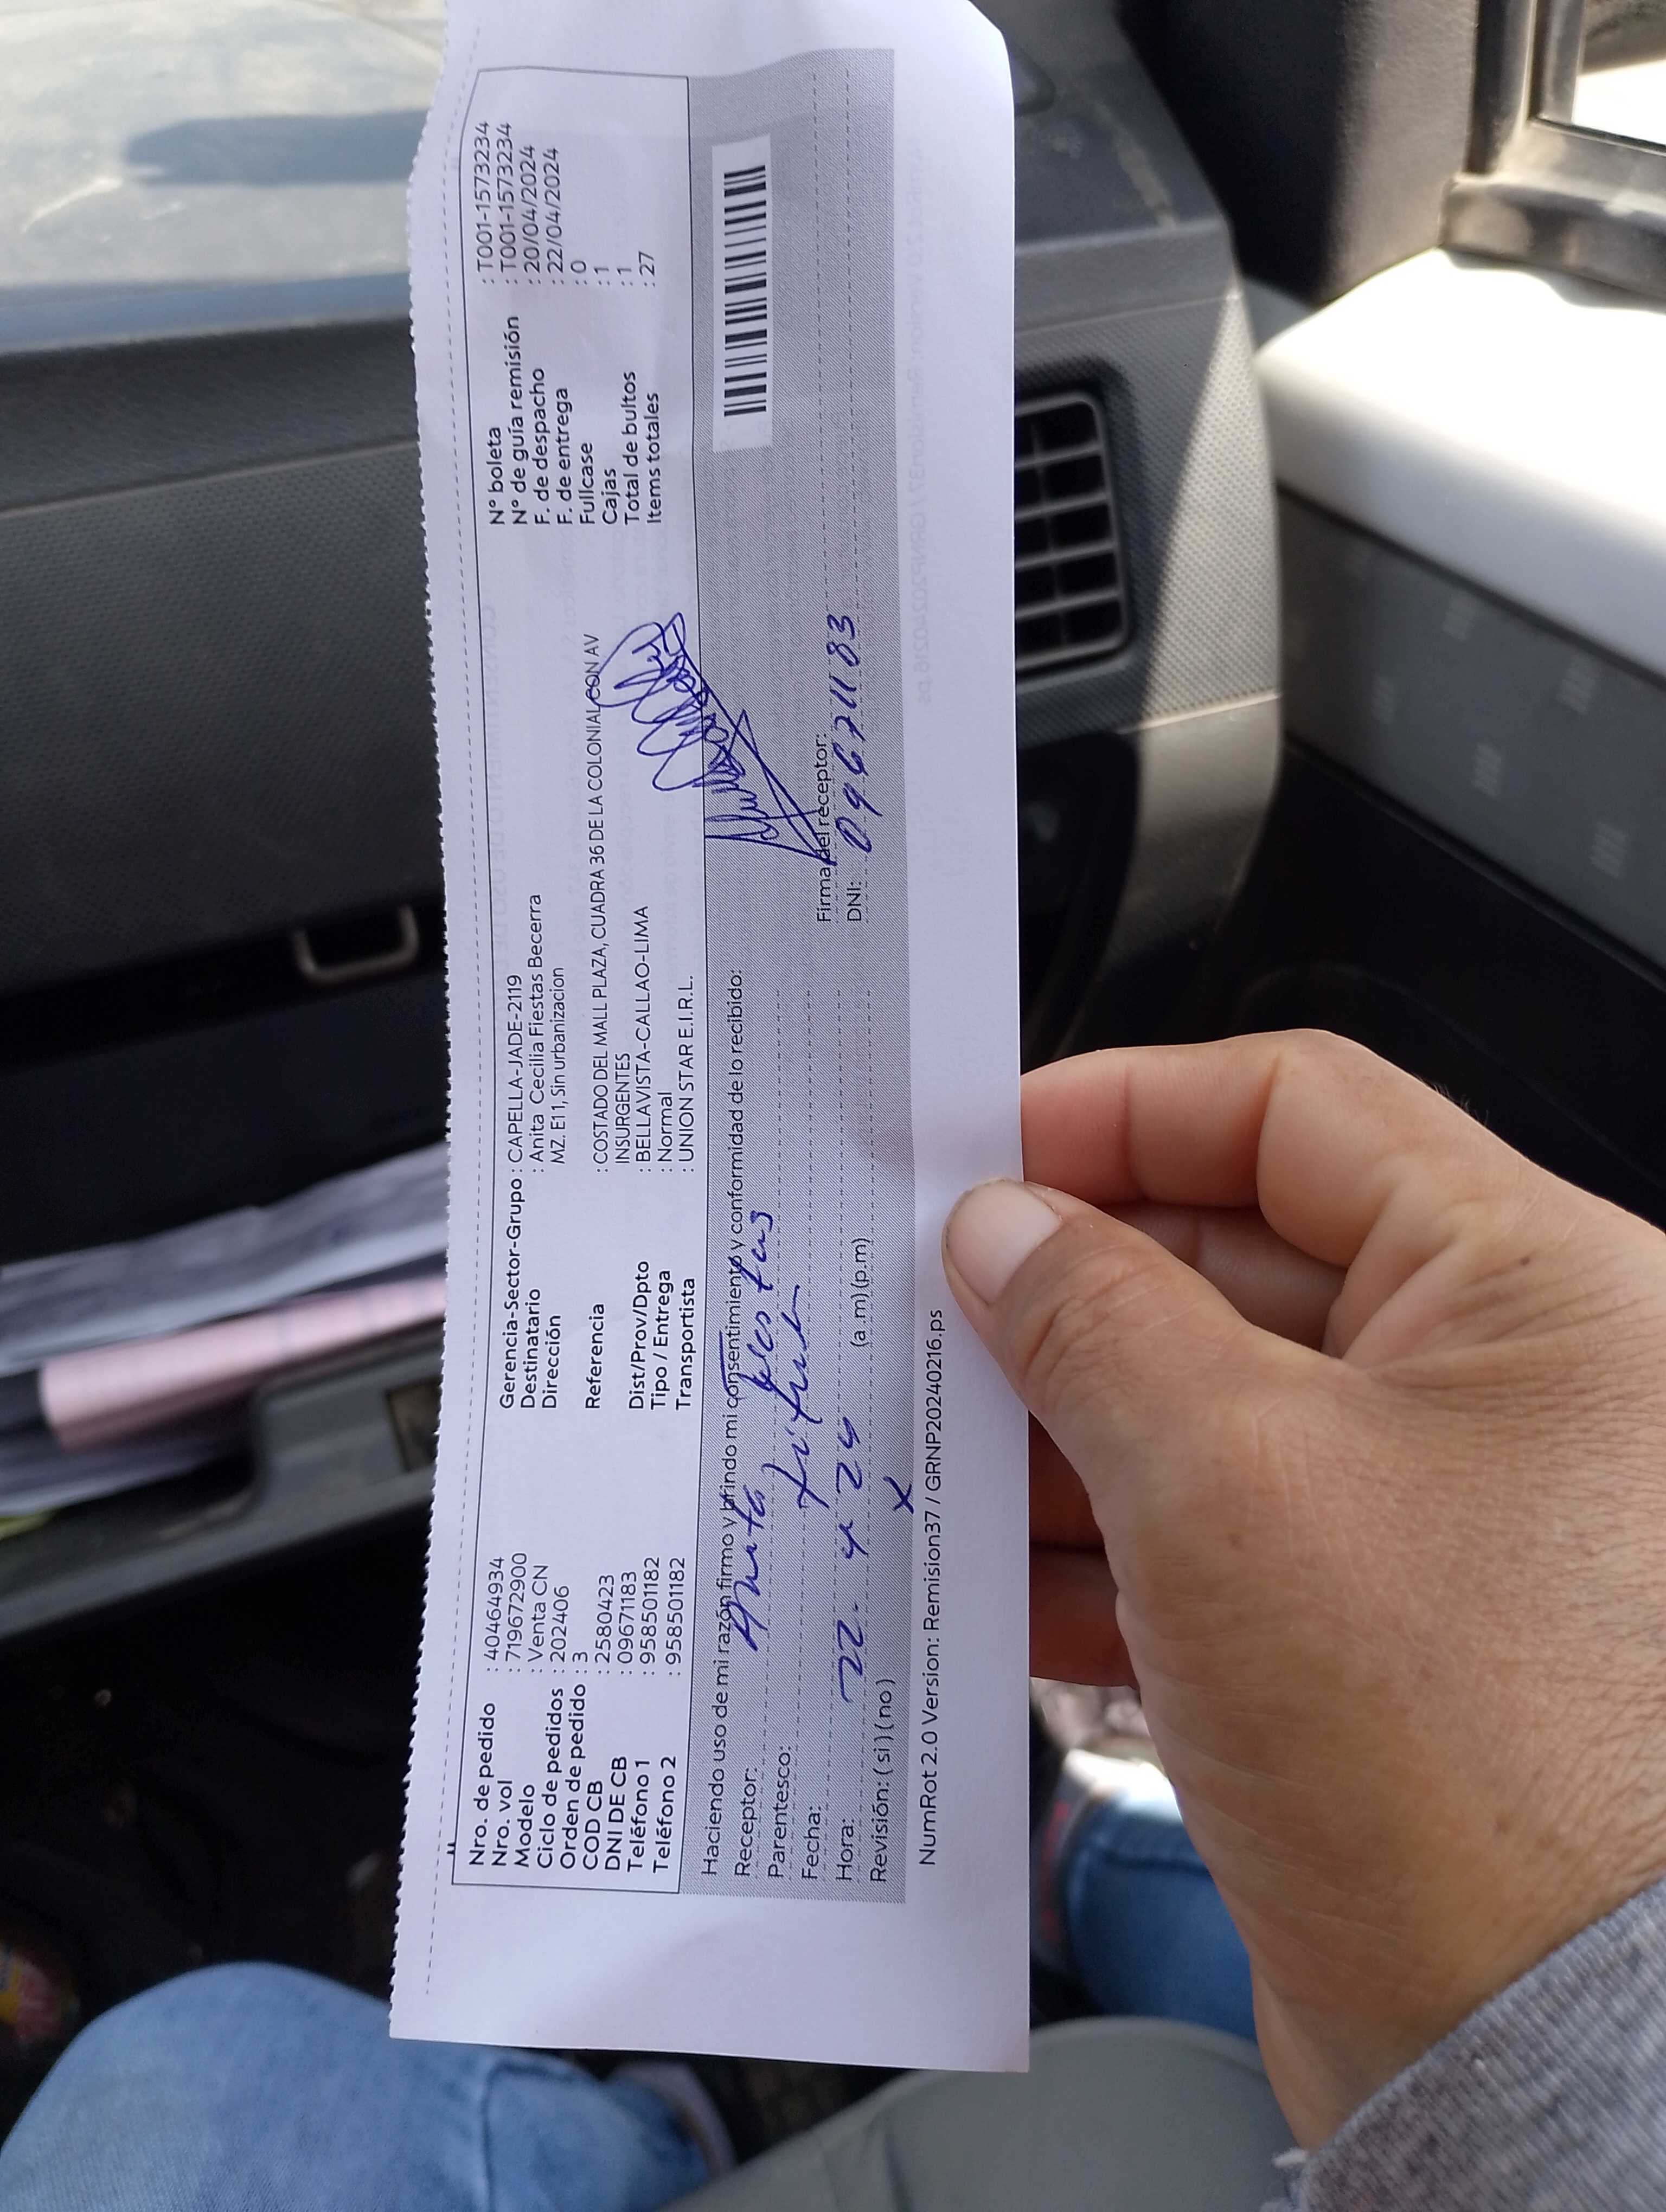 Nro. de pedido : 404644934
Nro. vol : 719672900
Modelo : Venta CN
Ciclo de pedidos : 202406
Orden de pedido : 3
COD CB : 2580423
DNI DE CB : 09671183
Teléfono 1 : 958501182
Teléfono 2 : 958501182
Gerencia-Sector-Grupo : CAPELLA-JADE-2119
Destinatario : Anita Cecilia Fiestas Becerra
Dirección MZ. E11, Sin urbanizacion
Referencia : COSTADO DEL MALL PLAZA, CUADRA 36 DE LA COLONIAL CON AV
INSURGENTES
Dist/Prov/Dpto : BELLAVISTA-CALLAO-LIMA
Tipo / Entrega : Normal
Transportista : UNION STAR E.I.R.L.
N° boleta : T001-1573234
N° de guía remisión : T001-1573234
F. de despacho : 20/04/2024
F. de entrega : 22/04/2024
Fullcase : 0
Cajas : 1
Total de bultos : 1
Items totales : 27
Haciendo uso de mi razón firmo y brindo mi consentimiento y conformidad de lo recibido:
Receptor: Anita Fiestas
Parentesco: titular
Fecha: 22 4 24
Hora: (a.m) (p.m)
Revisión: ( si ) ( no ) X
Firma del receptor:
DNI: 09671183
NumRot 2.0 Version: Remision37 / GRNP20240216.ps